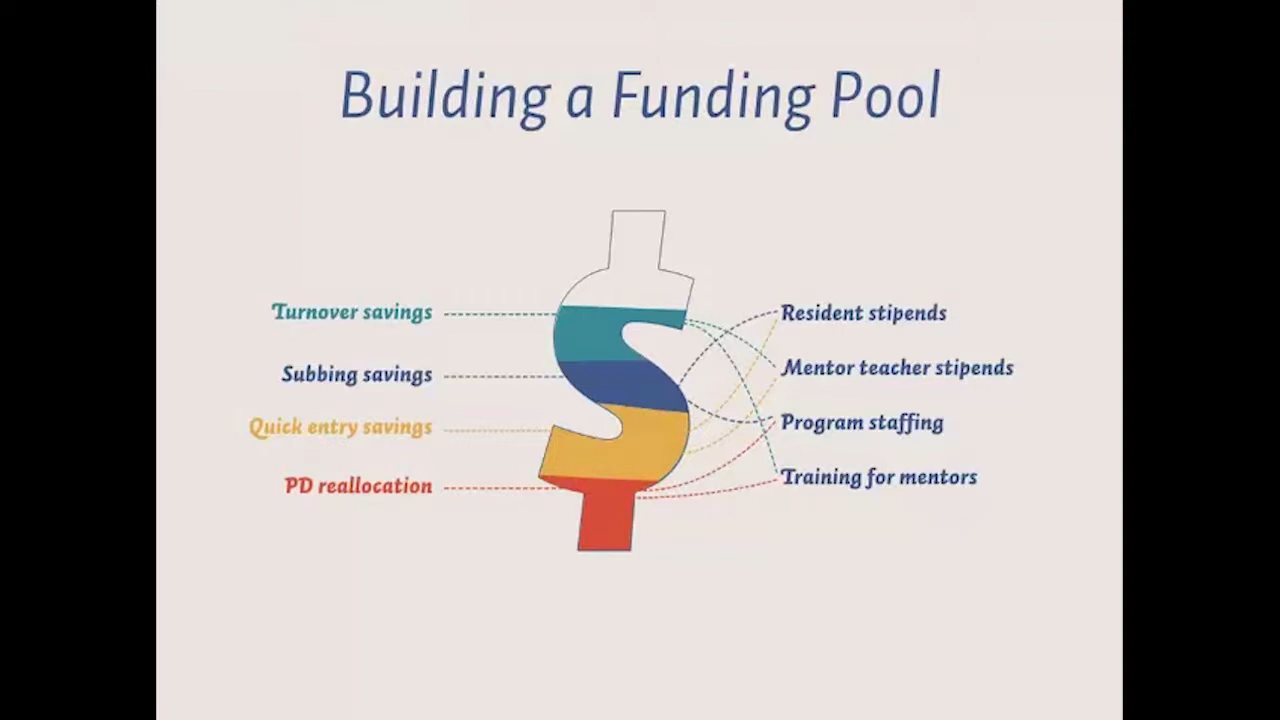 Building a Funding Pool
Turnover savings
Subbing savings
Quick entry savings
PD reallocation
Resident stipends
Mentor teacher stipends
Program staffing
Training for mentors